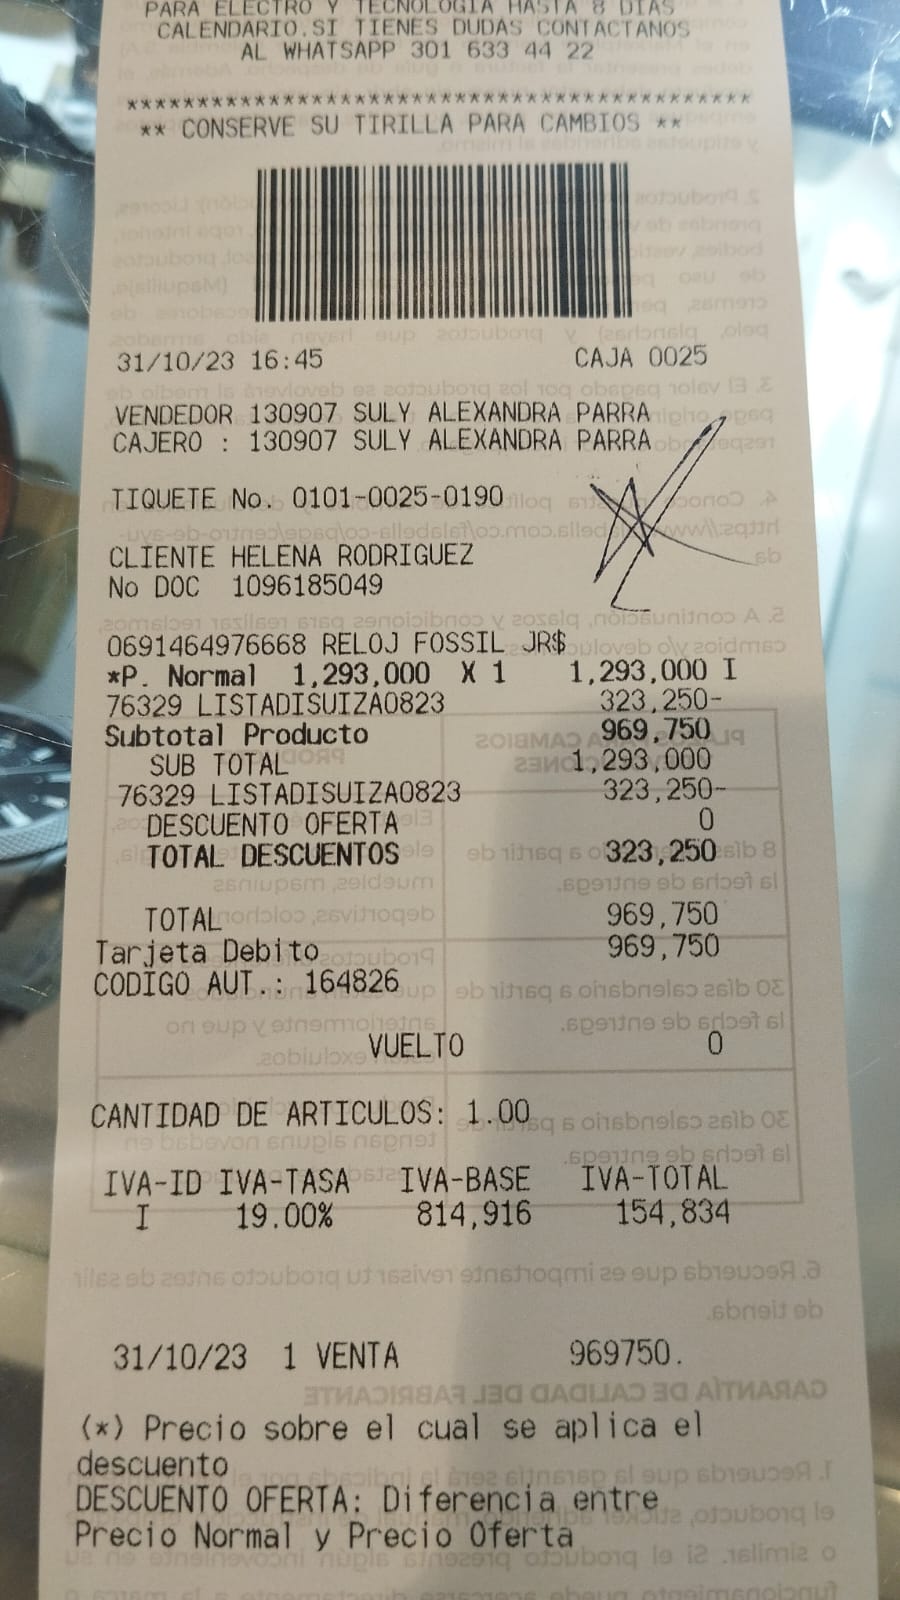 PARA ELECTRO Y TECNOLOGIA HASTA 8 DIAS
CALENDARIO.SI TIENES DUDAS CONTACTANOS
AL WHATSAPP 301 633 44 22
********************************************
** CONSERVE SU TIRILLA PARA CAMBIOS **
31/10/23 16:45 CAJA 0025
VENDEDOR 130907 SULY ALEXANDRA PARRA
CAJERO : 130907 SULY ALEXANDRA PARRA
TIQUETE No. 0101-0025-0190
CLIENTE HELENA RODRIGUEZ
No DOC 1096185049
0691464976668 RELOJ FOSSIL JR$
*P. Normal 1,293,000 X 1 1,293,000 I
76329 LISTADISUIZA0823 323,250-
Subtotal Producto 969,750
SUB TOTAL 1,293,000
76329 LISTADISUIZA0823 323,250-
DESCUENTO OFERTA 0
TOTAL DESCUENTOS 323,250
TOTAL 969,750
Tarjeta Debito 969,750
CODIGO AUT.: 164826
VUELTO 0
CANTIDAD DE ARTICULOS: 1.00
IVA-ID IVA-TASA IVA-BASE IVA-TOTAL
I 19.00% 814,916 154,834
31/10/23 1 VENTA 969750.
(*) Precio sobre el cual se aplica el
descuento
DESCUENTO OFERTA: Diferencia entre
Precio Normal y Precio Oferta